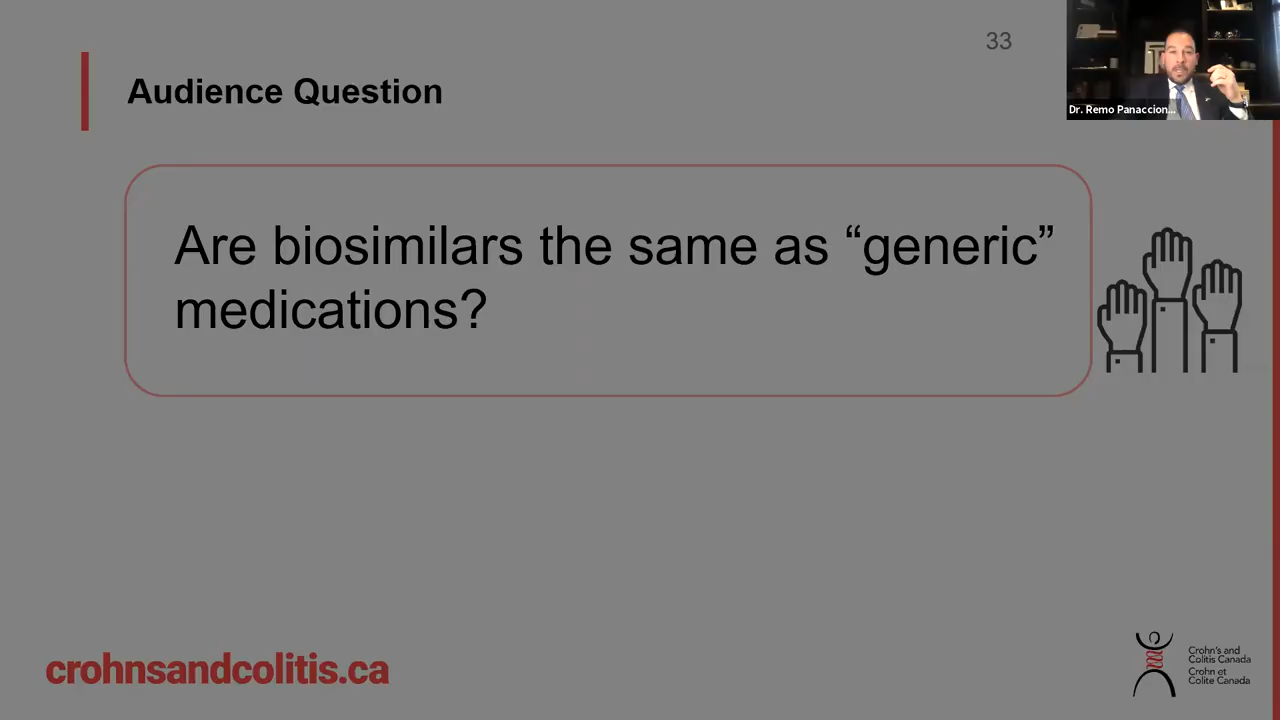 33
Dr. Remo Panaccion...
Audience Question
Are biosimilars the same as “generic”
medications?
crohnsandcolitis.ca
Crohn's and
Colitis Canada
Crohn et
Colite Canada